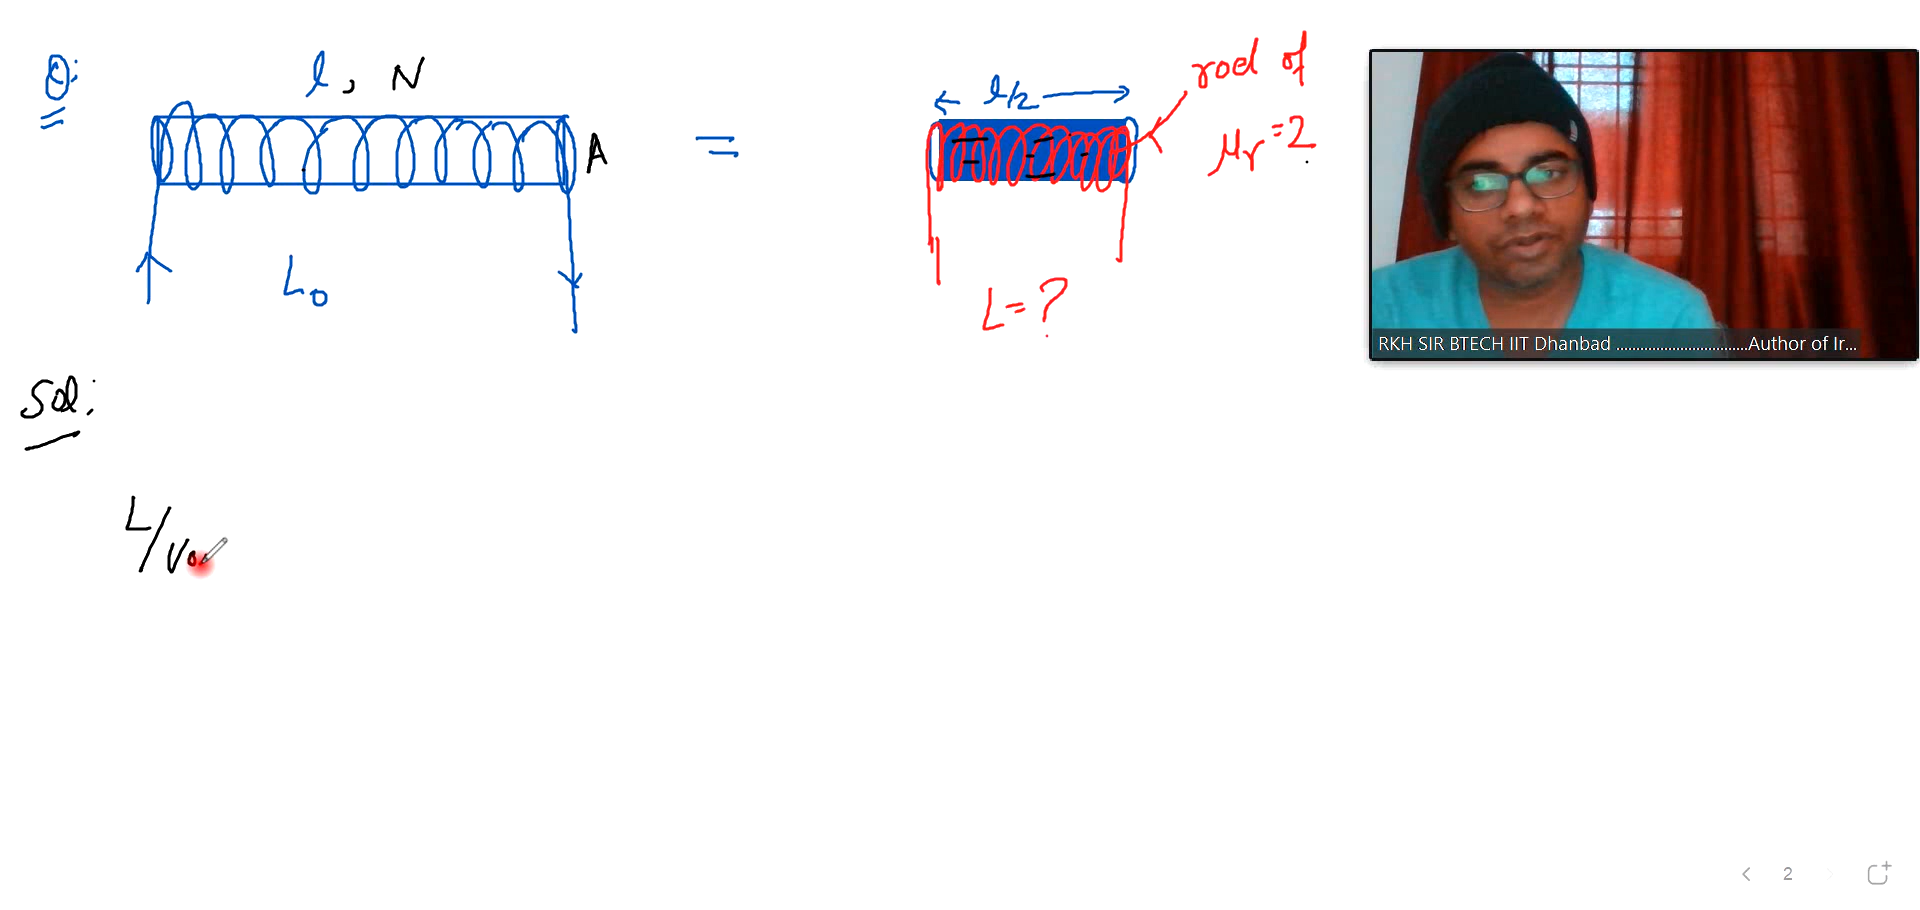 Q:
l, N
A
L₀
=
l/2
rod of
μr = 2
L = ?
RKH SIR BTECH IIT Dhanbad ................................Author of Ir...
Sol:
L/Vo
2